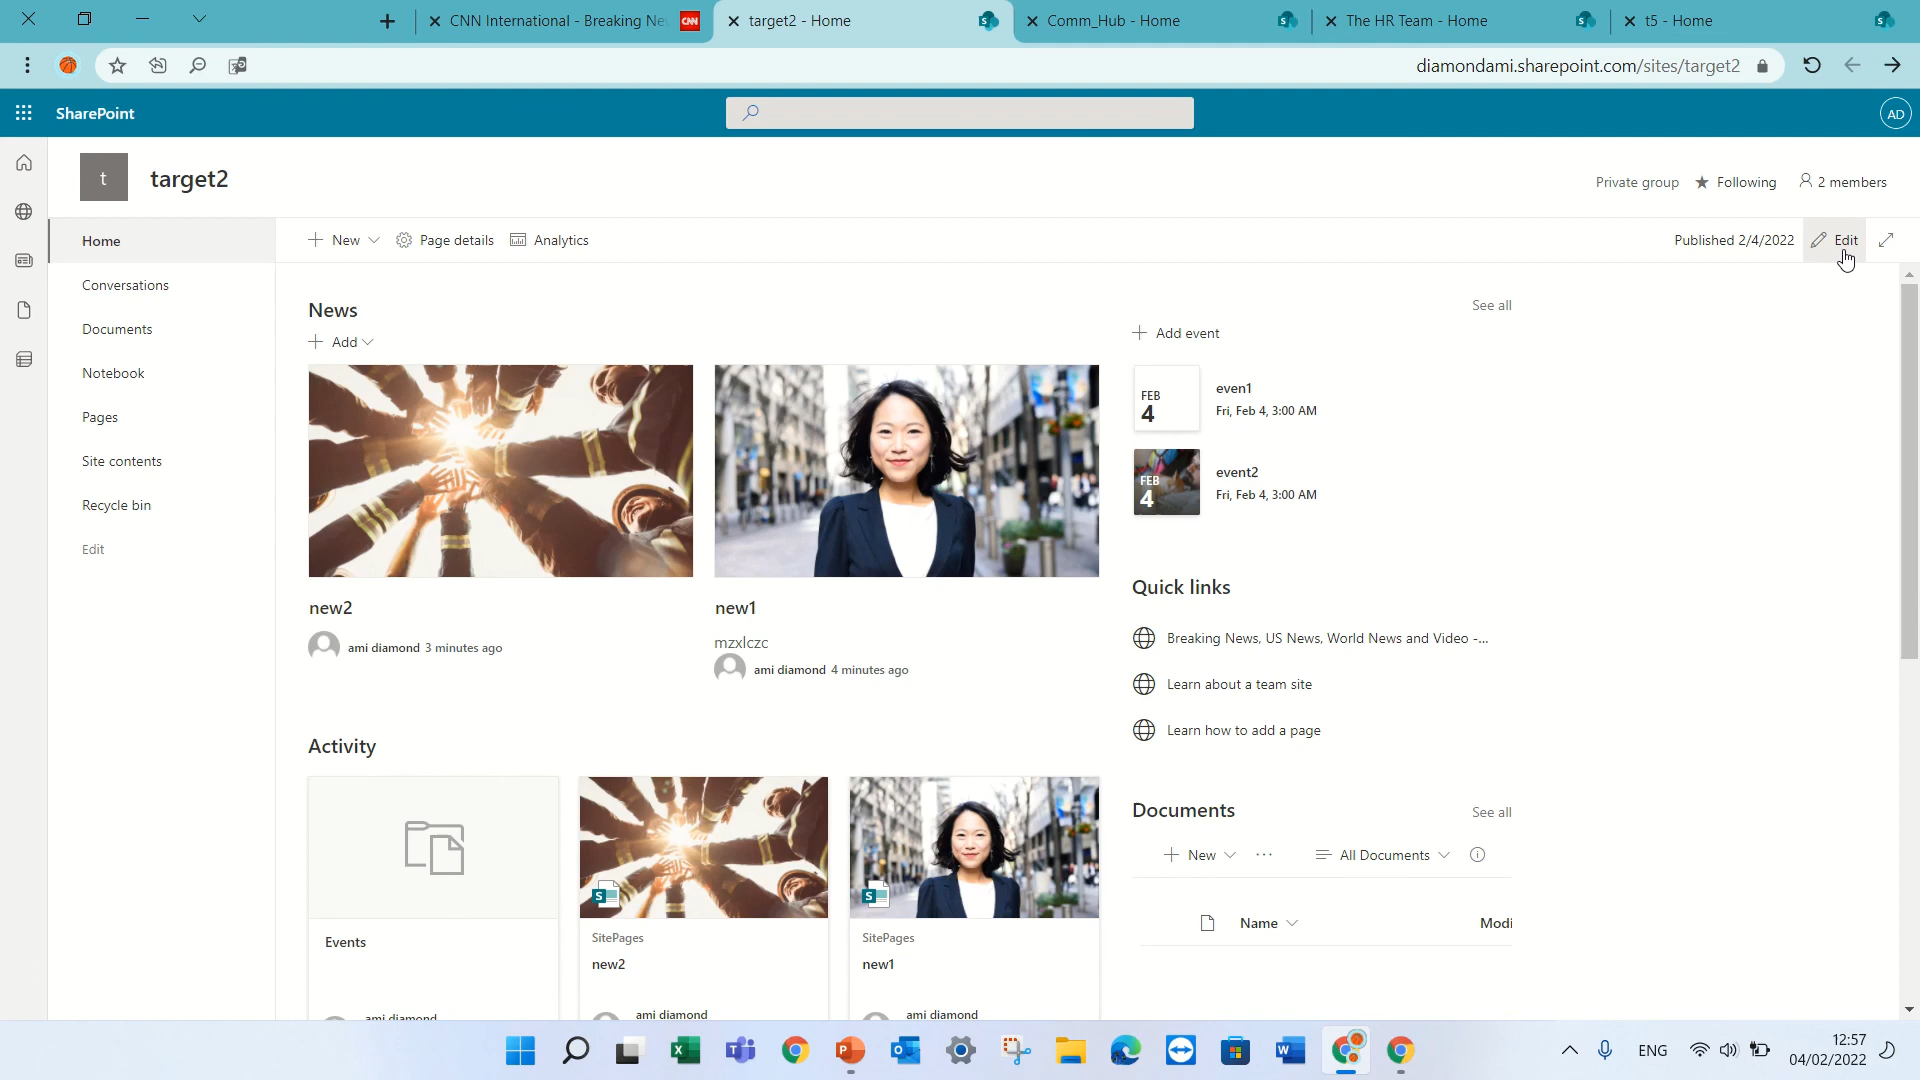 CNN International - Breaking Ne
CNN
target2 - Home
Comm_Hub - Home
The HR Team - Home
t5 - Home
diamondami.sharepoint.com/sites/target2
SharePoint
AD
t
target2
Private group
Following
2 members
Home
Conversations
Documents
Notebook
Pages
Site contents
Recycle bin
Edit
New
Page details
Analytics
Published 2/4/2022
Edit
News
Add
new2
ami diamond 3 minutes ago
new1
mzxlczc
ami diamond 4 minutes ago
Activity
Events
ami diamond
SitePages
new2
ami diamond
SitePages
new1
ami diamond
See all
Add event
FEB
4
even1
Fri, Feb 4, 3:00 AM
FEB
4
event2
Fri, Feb 4, 3:00 AM
Quick links
Breaking News, US News, World News and Video -...
Learn about a team site
Learn how to add a page
Documents
See all
New
All Documents
Name
Modi
ENG
12:57
04/02/2022